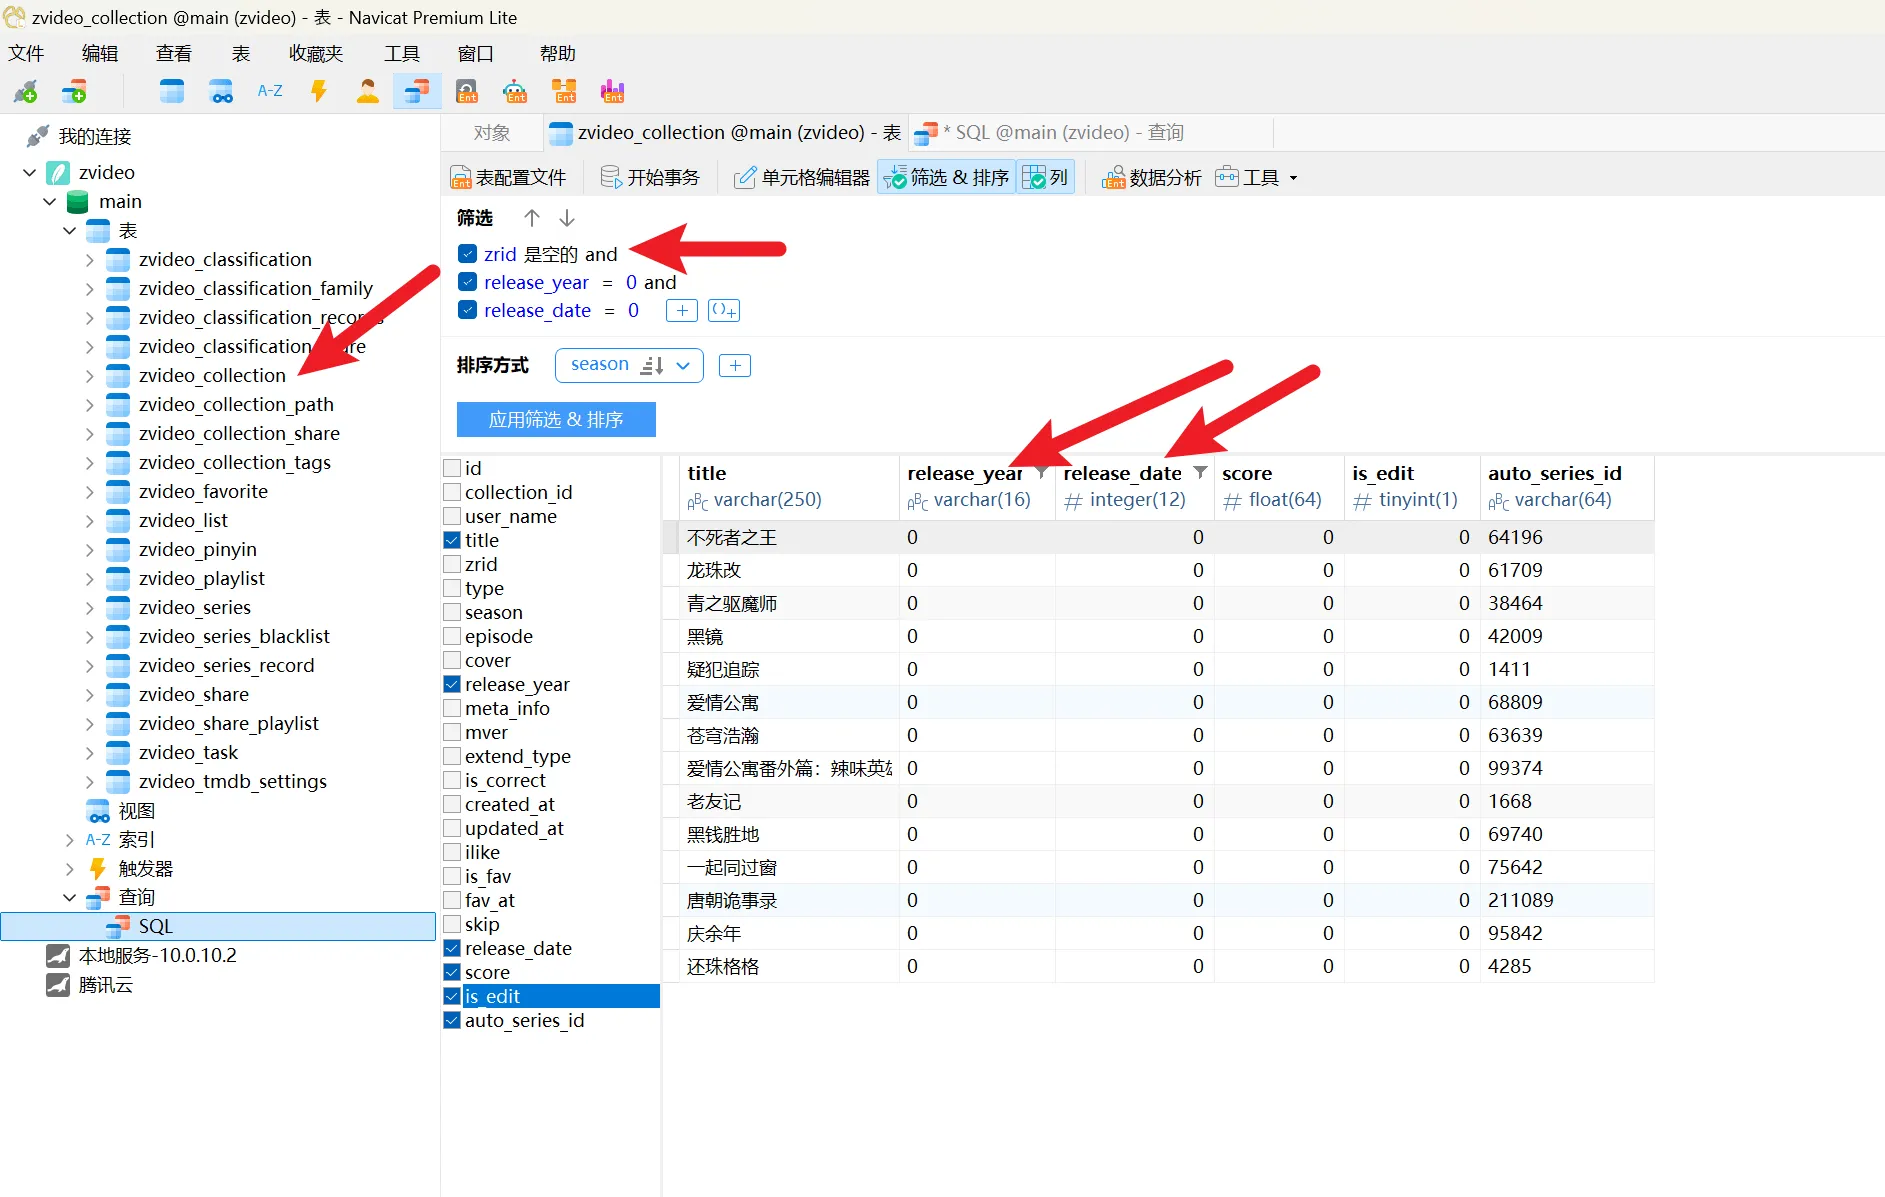 zvideo_collection @main (zvideo) - 表 - Navicat Premium Lite
文件 编辑 查看 表 收藏夹 工具 窗口 帮助
A-Z Ent Ent Ent Ent
我的连接
zvideo
main
表
zvideo_classification
zvideo_classification_family
zvideo_classification_recor
zvideo_classification re
zvideo_collection
zvideo_collection_path
zvideo_collection_share
zvideo_collection_tags
zvideo_favorite
zvideo_list
zvideo_pinyin
zvideo_playlist
zvideo_series
zvideo_series_blacklist
zvideo_series_record
zvideo_share
zvideo_share_playlist
zvideo_task
zvideo_tmdb_settings
视图
A-Z 索引
触发器
查询
SQL
本地服务-10.0.10.2
腾讯云
对象 zvideo_collection @main (zvideo) - 表 * SQL @main (zvideo) - 查询
Ent 表配置文件 开始事务 单元格编辑器 筛选 & 排序 列 Ent 数据分析 工具
筛选 ↑ ↓
zrid 是空的 and
release_year = 0 and
release_date = 0 + ()+
排序方式 season +
应用筛选 & 排序
id
collection_id
user_name
title
zrid
type
season
episode
cover
release_year
meta_info
mver
extend_type
is_correct
created_at
updated_at
ilike
is_fav
fav_at
skip
release_date
score
is_edit
auto_series_id
title release_year release_date score is_edit auto_series_id
ABC varchar(250) ABC varchar(16) # integer(12) # float(64) # tinyint(1) ABC varchar(64)
不死者之王 0 0 0 0 64196
龙珠改 0 0 0 0 61709
青之驱魔师 0 0 0 0 38464
黑镜 0 0 0 0 42009
疑犯追踪 0 0 0 0 1411
爱情公寓 0 0 0 0 68809
苍穹浩瀚 0 0 0 0 63639
爱情公寓番外篇：辣味英雄 0 0 0 0 99374
老友记 0 0 0 0 1668
黑钱胜地 0 0 0 0 69740
一起同过窗 0 0 0 0 75642
唐朝诡事录 0 0 0 0 211089
庆余年 0 0 0 0 95842
还珠格格 0 0 0 0 4285